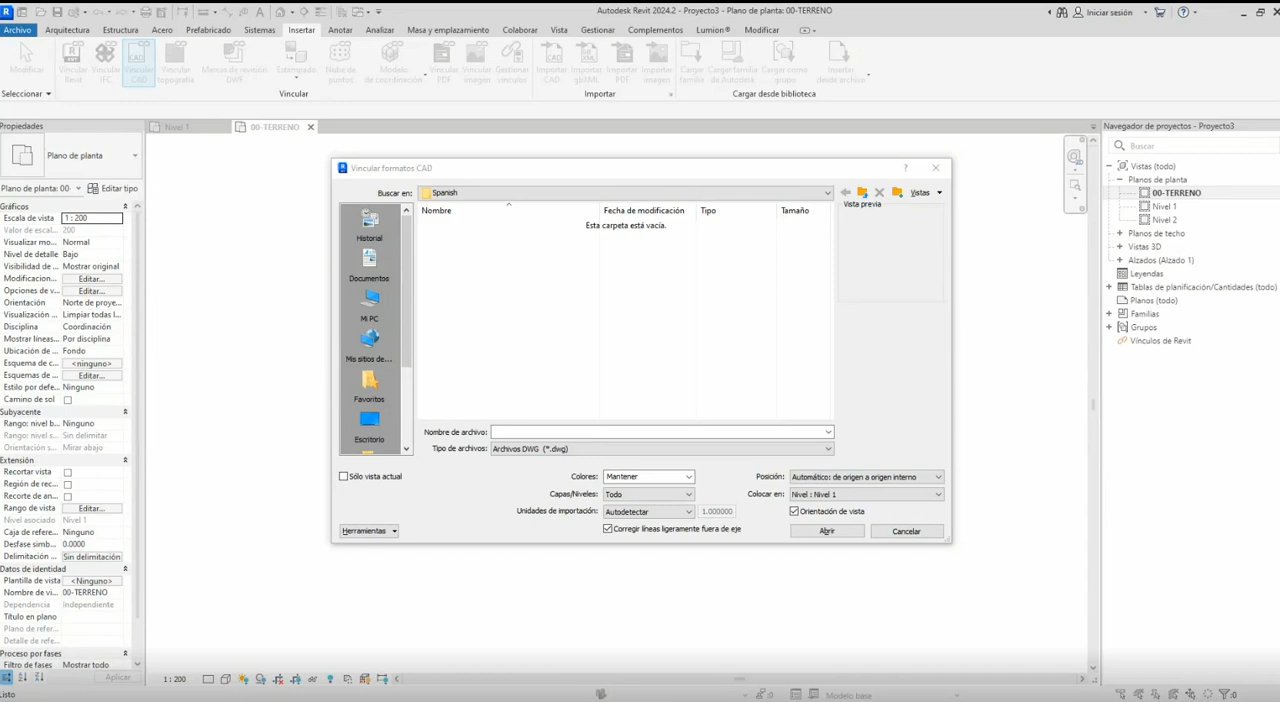 Autodesk Revit 2024.2 - Proyecto3 - Plano de planta: 00-TERRENO
Iniciar sesión
Archivo Arquitectura Estructura Acero Prefabricado Sistemas Insertar Anotar Analizar Masa y emplazamiento Colaborar Vista Gestionar Complementos Lumion® Modificar
Modificar
Vincular Revit
Vincular IFC
Vincular CAD
Vincular topografía
Marcas de revisión DWF
Estampado
Nube de puntos
Modelo de coordinación
Vincular PDF
Vincular imagen
Gestionar vínculos
Importar CAD
Importar gbXML
Importar PDF
Importar imagen
Cargar familia
Cargar familia de Autodesk
Cargar como grupo
Insertar desde archivo
Seleccionar
Vincular
Importar
Cargar desde biblioteca
Propiedades
Nivel 1
00-TERRENO
Navegador de proyectos - Proyecto3
Plano de planta
Plano de planta: 00-
Editar tipo
Gráficos
Escala de vista 1 : 200
Valor de escal... 200
Visualizar mo... Normal
Nivel de detalle Bajo
Visibilidad de ... Mostrar original
Modificacion... Editar...
Opciones de v... Editar...
Orientación Norte de proye...
Visualización ... Limpiar todas l...
Disciplina Coordinación
Mostrar líneas... Por disciplina
Ubicación de ... Fondo
Esquema de c... <ninguno>
Esquemas de ... Editar...
Estilo por defe... Ninguno
Camino de sol
Subyacente
Rango: nivel b... Ninguno
Rango: nivel s... Sin delimitar
Orientación s... Mirar abajo
Extensión
Recortar vista
Región de rec...
Recorte de an...
Rango de vista Editar...
Nivel asociado Nivel 1
Caja de refere... Ninguno
Desfase simb... 0.0000
Delimitación ... Sin delimitación
Datos de identidad
Plantilla de vista <Ninguno>
Nombre de vi... 00-TERRENO
Dependencia Independiente
Título en plano
Plano de refer...
Detalle de refe...
Proceso por fases
Filtro de fases Mostrar todo
Aplicar
Listo
Vincular formatos CAD
Buscar en: Spanish
Vistas
Nombre Fecha de modificación Tipo Tamaño
Esta carpeta está vacía.
Vista previa
Historial
Documentos
Mi PC
Mis sitios de...
Favoritos
Escritorio
Nombre de archivo:
Tipo de archivos: Archivos DWG (*.dwg)
Sólo vista actual
Colores: Mantener
Capas/Niveles: Todo
Unidades de importación: Autodetectar 1.000000
Corregir líneas ligeramente fuera de eje
Posición: Automático: de origen a origen interno
Colocar en: Nivel : Nivel 1
Orientación de vista
Herramientas
Abrir
Cancelar
Buscar
Vistas (todo)
Planos de planta
00-TERRENO
Nivel 1
Nivel 2
Planos de techo
Vistas 3D
Alzados (Alzado 1)
Leyendas
Tablas de planificación/Cantidades (todo)
Planos (todo)
Familias
Grupos
Vínculos de Revit
1 : 200
:0
Modelo base
:0